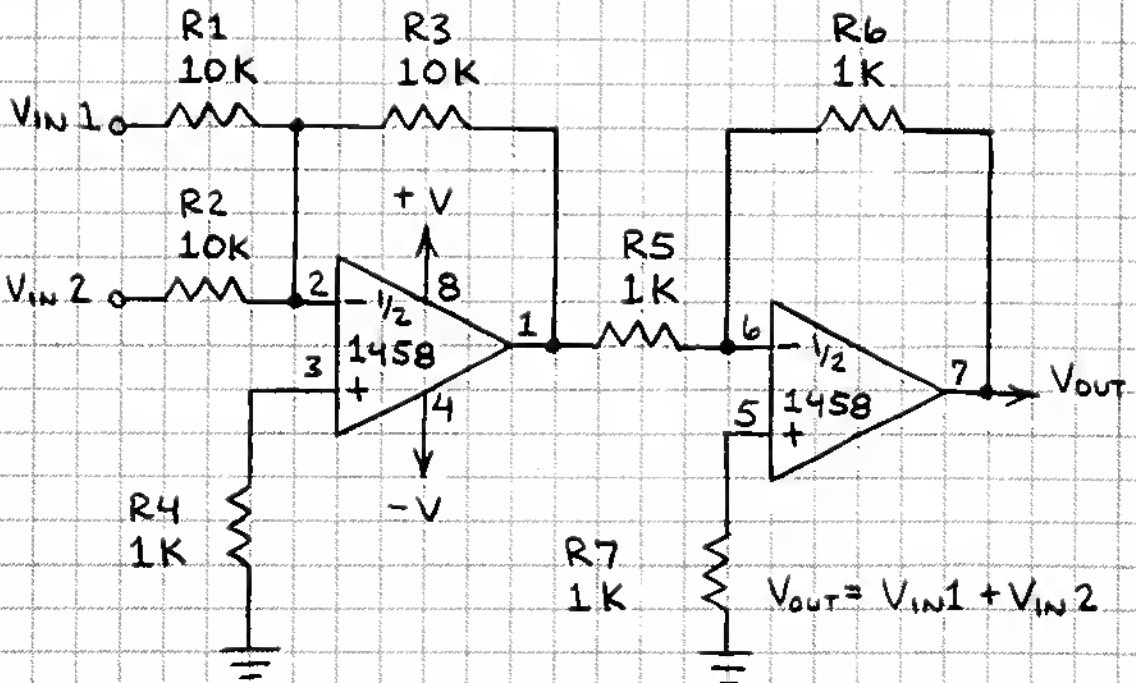 R1
10K
R3
10K
R6
1K
VIN 1
R2
10K
+V
R5
1K
VIN 2
2
- 1/2
8
1458
3
+
4
1
6
- 1/2
1458
5
+
7
VOUT
R4
1K
-V
R7
1K
VOUT = VIN1 + VIN2